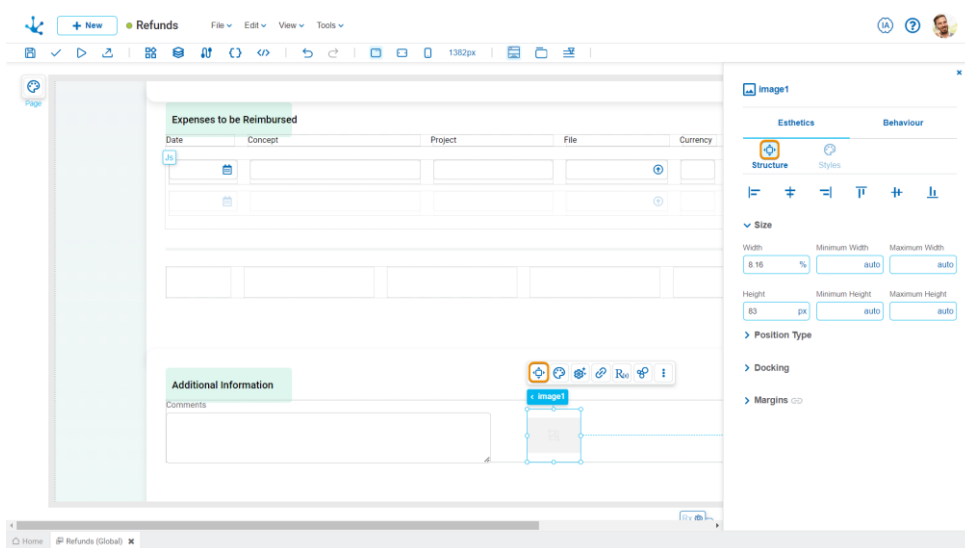 + New
Refunds
File
Edit
View
Tools
IA
?
1382px
Page
Expenses to be Reimbursed
Date
Concept
Project
File
Currency
Js
Additional Information
Comments
‹ image1
image1
Esthetics
Behaviour
Structure
Styles
Size
Width
Minimum Width
Maximum Width
8.16 %
auto
auto
Height
Minimum Height
Maximum Height
83 px
auto
auto
Position Type
Docking
Margins
Home
Refunds (Global)